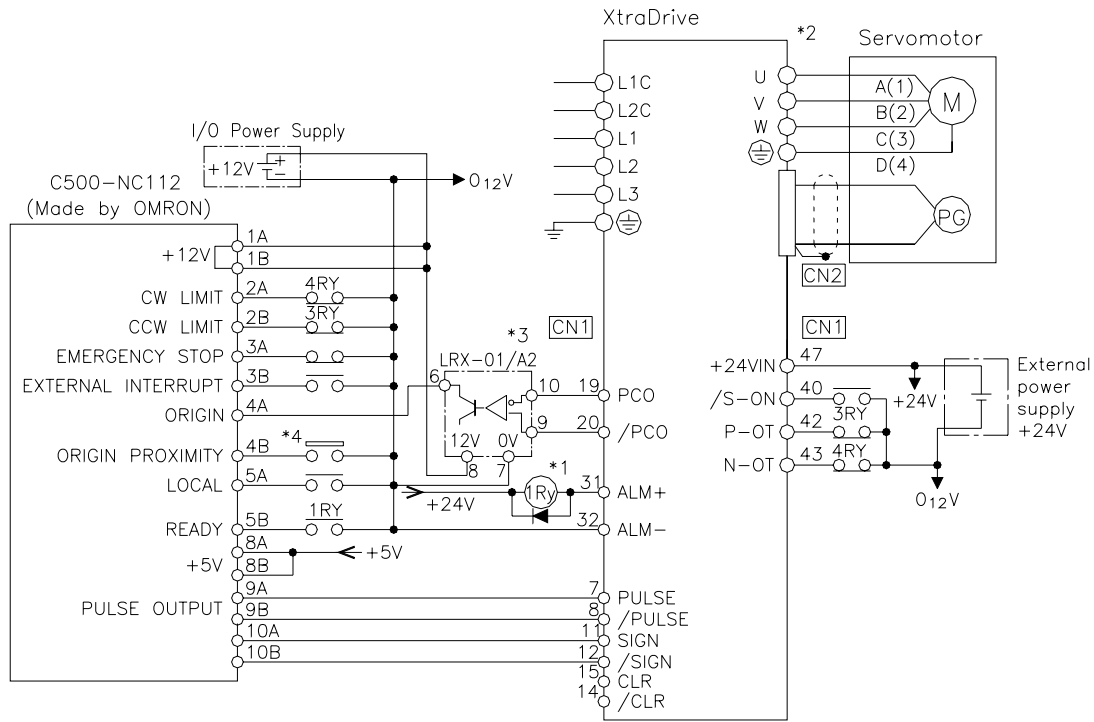 XtraDrive
*2
Servomotor
L1C
L2C
L1
L2
L3
U
V
W
A(1)
B(2)
C(3)
D(4)
M
PG
CN2
I/O Power Supply
+12V
+
−
0 12V
C500-NC112
(Made by OMRON)
+12V
1A
1B
CW LIMIT
2A
4RY
CCW LIMIT
2B
3RY
EMERGENCY STOP
3A
EXTERNAL INTERRUPT
3B
ORIGIN
4A
ORIGIN PROXIMITY
4B
*4
LOCAL
5A
READY
5B
1RY
+5V
8A
8B
+5V
PULSE OUTPUT
9A
9B
10A
10B
*3
LRX-01/A2
6
10
9
12V
0V
8
7
+24V
1Ry
*1
CN1
19
PCO
20
/PCO
31
ALM+
32
ALM-
7
PULSE
8
/PULSE
11
SIGN
12
/SIGN
15
CLR
14
/CLR
CN1
+24VIN
47
/S-ON
40
3RY
P-OT
42
4RY
N-OT
43
+24V
0 12V
External
power
supply
+24V